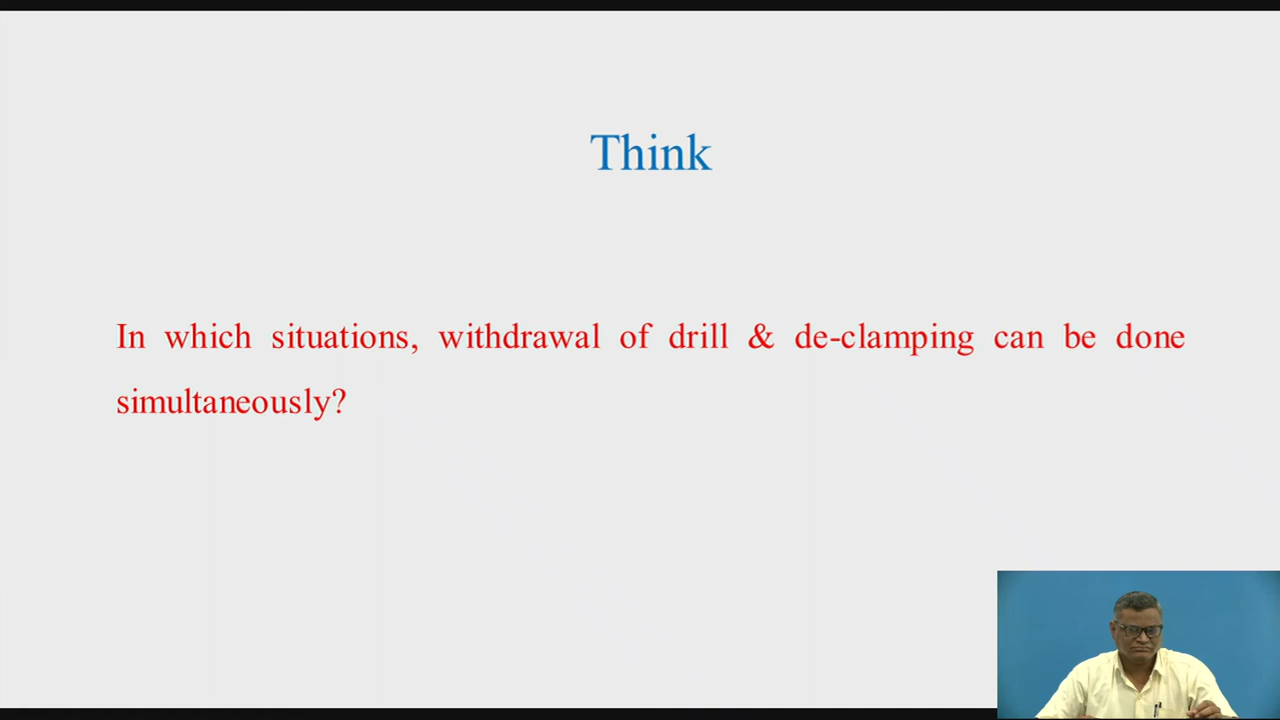 Think
In which situations, withdrawal of drill & de-clamping can be done
simultaneously?